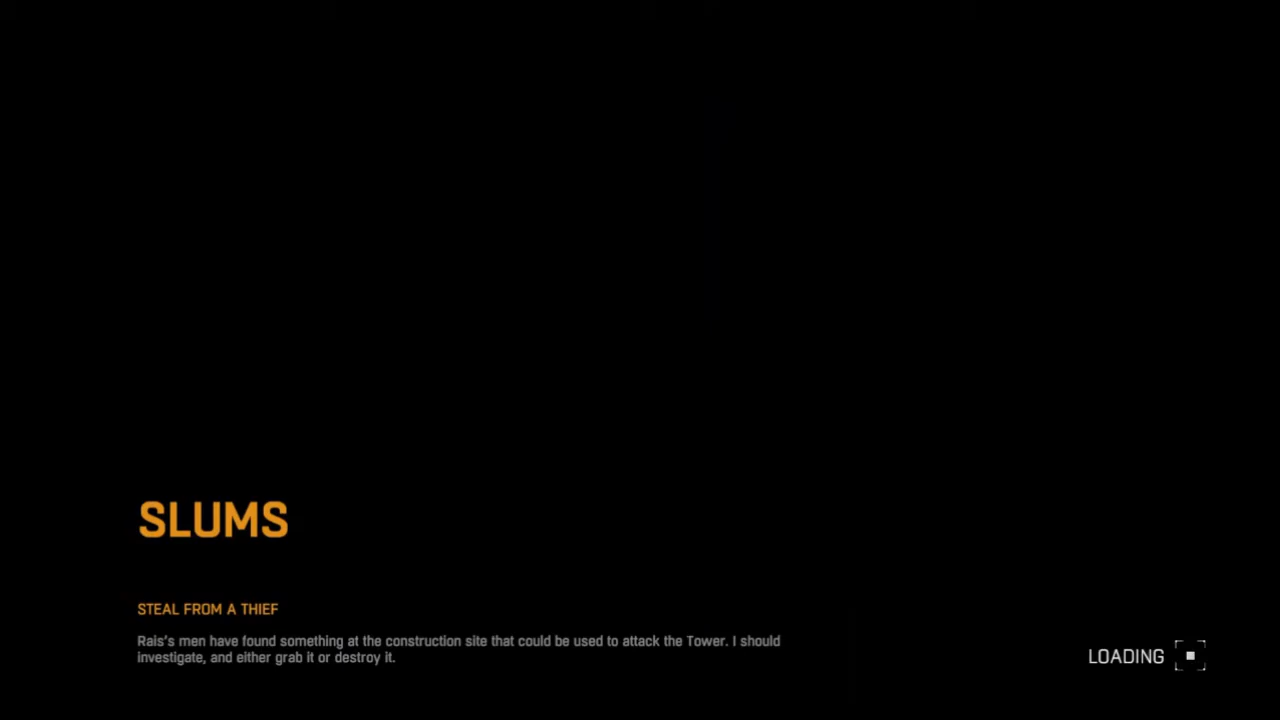 SLUMS
STEAL FROM A THIEF
Rais's men have found something at the construction site that could be used to attack the Tower. I should
investigate, and either grab it or destroy it.
LOADING